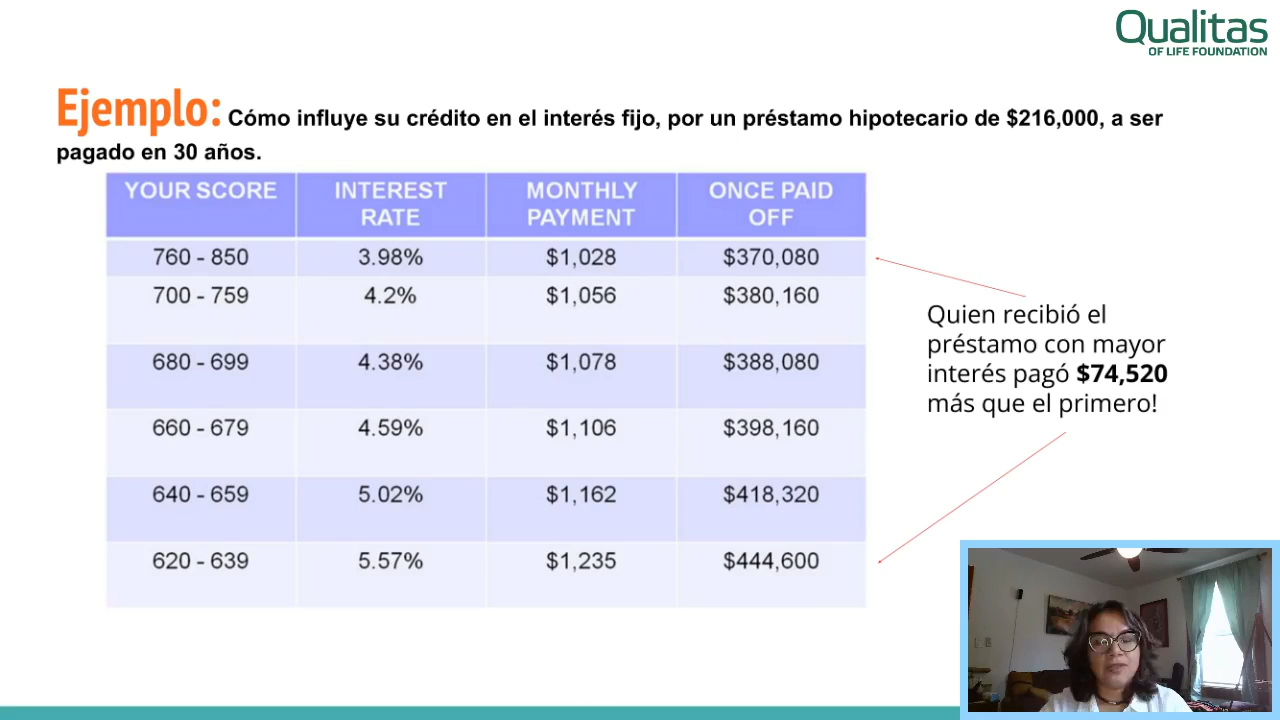 Qualitas
OF LIFE FOUNDATION
Ejemplo: Cómo influye su crédito en el interés fijo, por un préstamo hipotecario de $216,000, a ser
pagado en 30 años.
YOUR SCORE INTEREST RATE MONTHLY PAYMENT ONCE PAID OFF
760 - 850 3.98% $1,028 $370,080
700 - 759 4.2% $1,056 $380,160
680 - 699 4.38% $1,078 $388,080
660 - 679 4.59% $1,106 $398,160
640 - 659 5.02% $1,162 $418,320
620 - 639 5.57% $1,235 $444,600
Quien recibió el
préstamo con mayor
interés pagó $74,520
más que el primero!